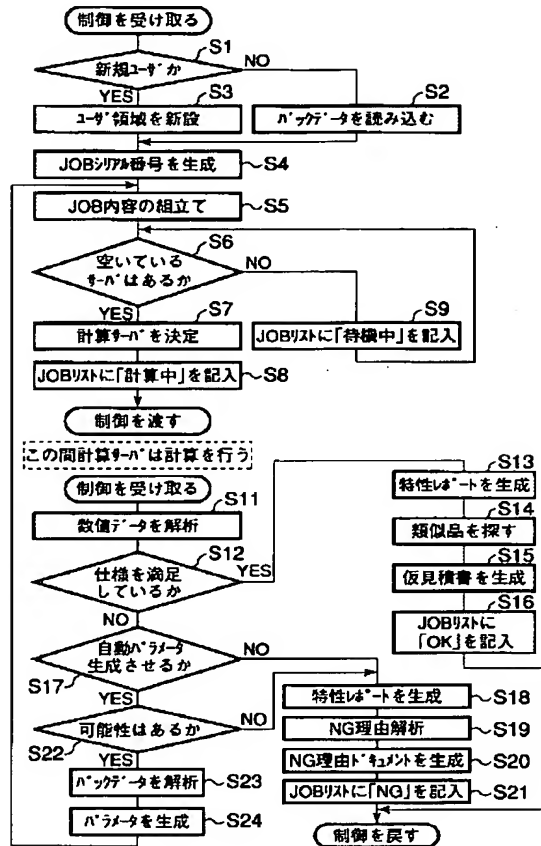 制御を受け取る
S1
新規ユーザか
NO
YES
S3
S2
ユーザ領域を新設
バックデータを読み込む
JOBシリアル番号を生成
S4
JOB内容の組立て
S5
S6
空いている
サーバはあるか
NO
YES
S7
S9
計算サーバを決定
JOBリストに「待機中」を記入
JOBリストに「計算中」を記入
S8
制御を渡す
この間計算サーバは計算を行う
制御を受け取る
S11
数値データを解析
S12
仕様を満足
しているか
YES
NO
S13
特性レポートを生成
S14
類似品を探す
S15
仮見積書を生成
S16
JOBリストに
「OK」を記入
自動パラメータ
生成させるか
NO
S17
YES
可能性はあるか
NO
S22
YES
バックデータを解析
S23
パラメータを生成
S24
特性レポートを生成
S18
NG理由解析
S19
NG理由ドキュメントを生成
S20
JOBリストに「NG」を記入
S21
制御を戻す